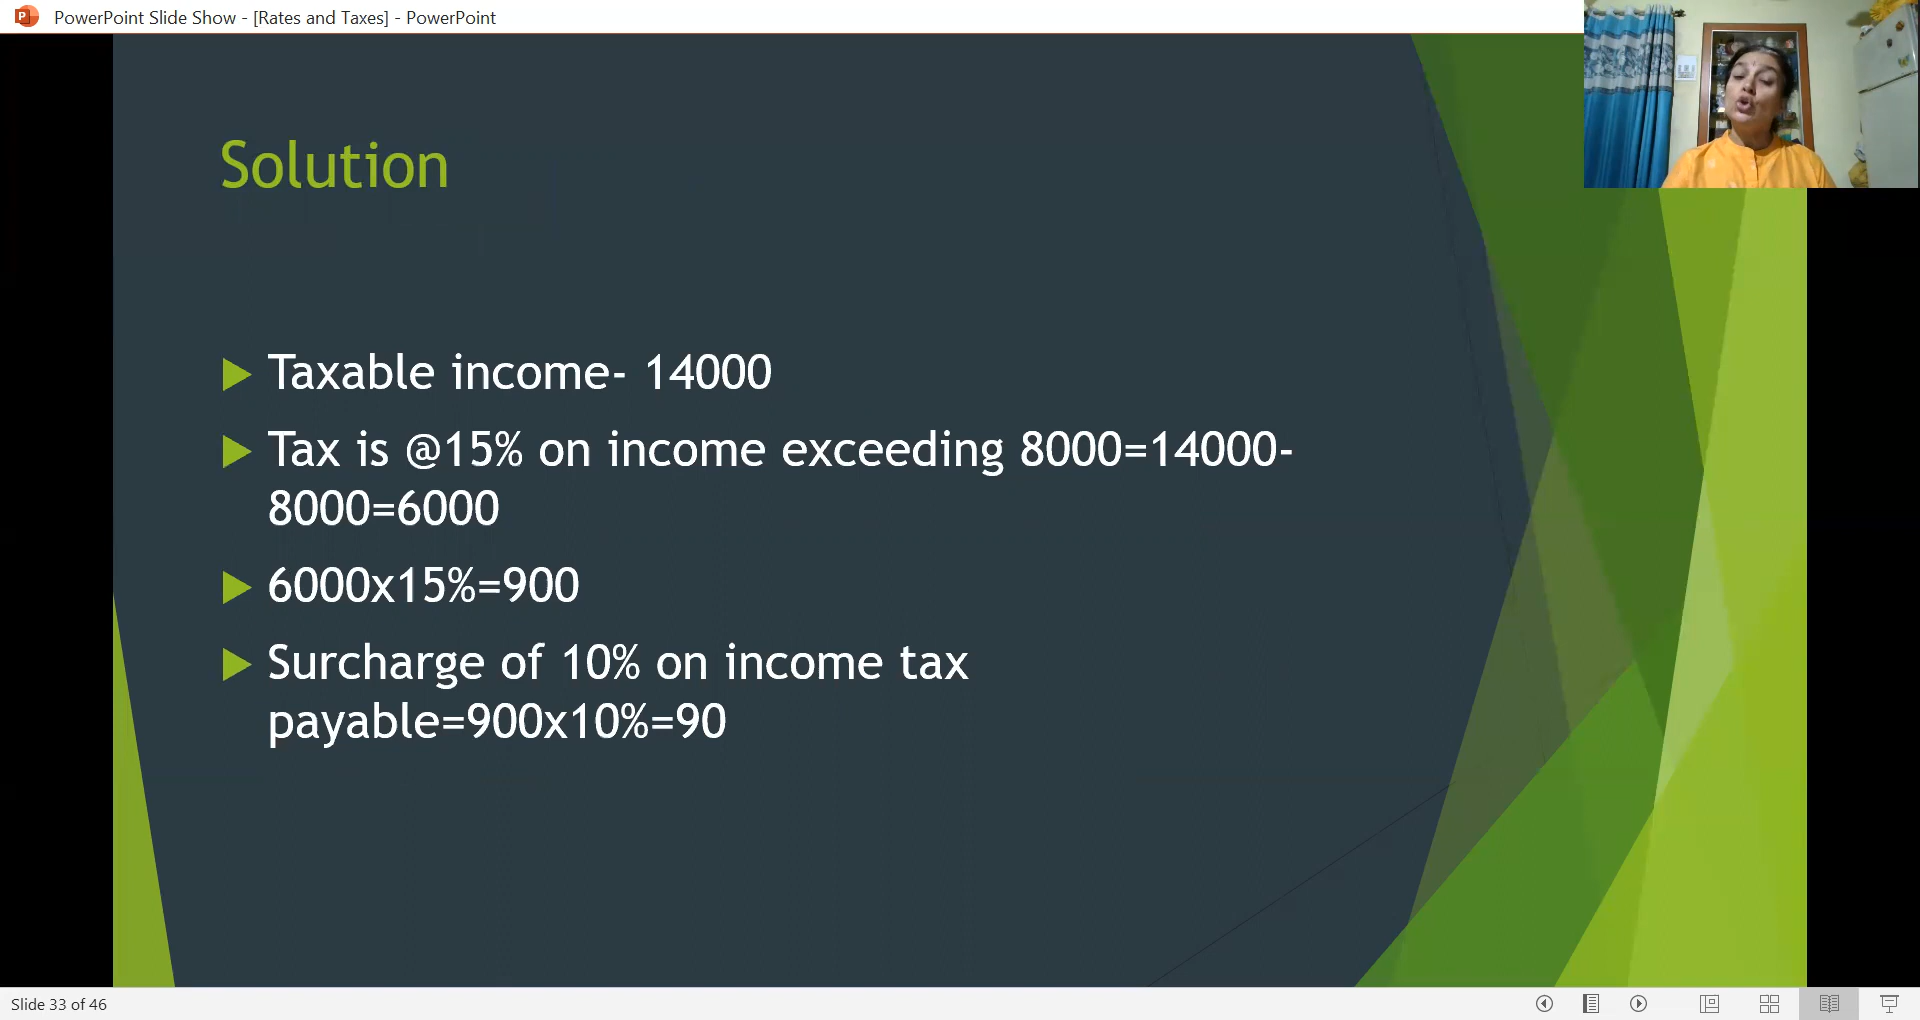 PowerPoint Slide Show - [Rates and Taxes] - PowerPoint
Solution
Taxable income- 14000
Tax is @15% on income exceeding 8000=14000-
8000=6000
6000x15%=900
Surcharge of 10% on income tax
payable=900x10%=90
Slide 33 of 46